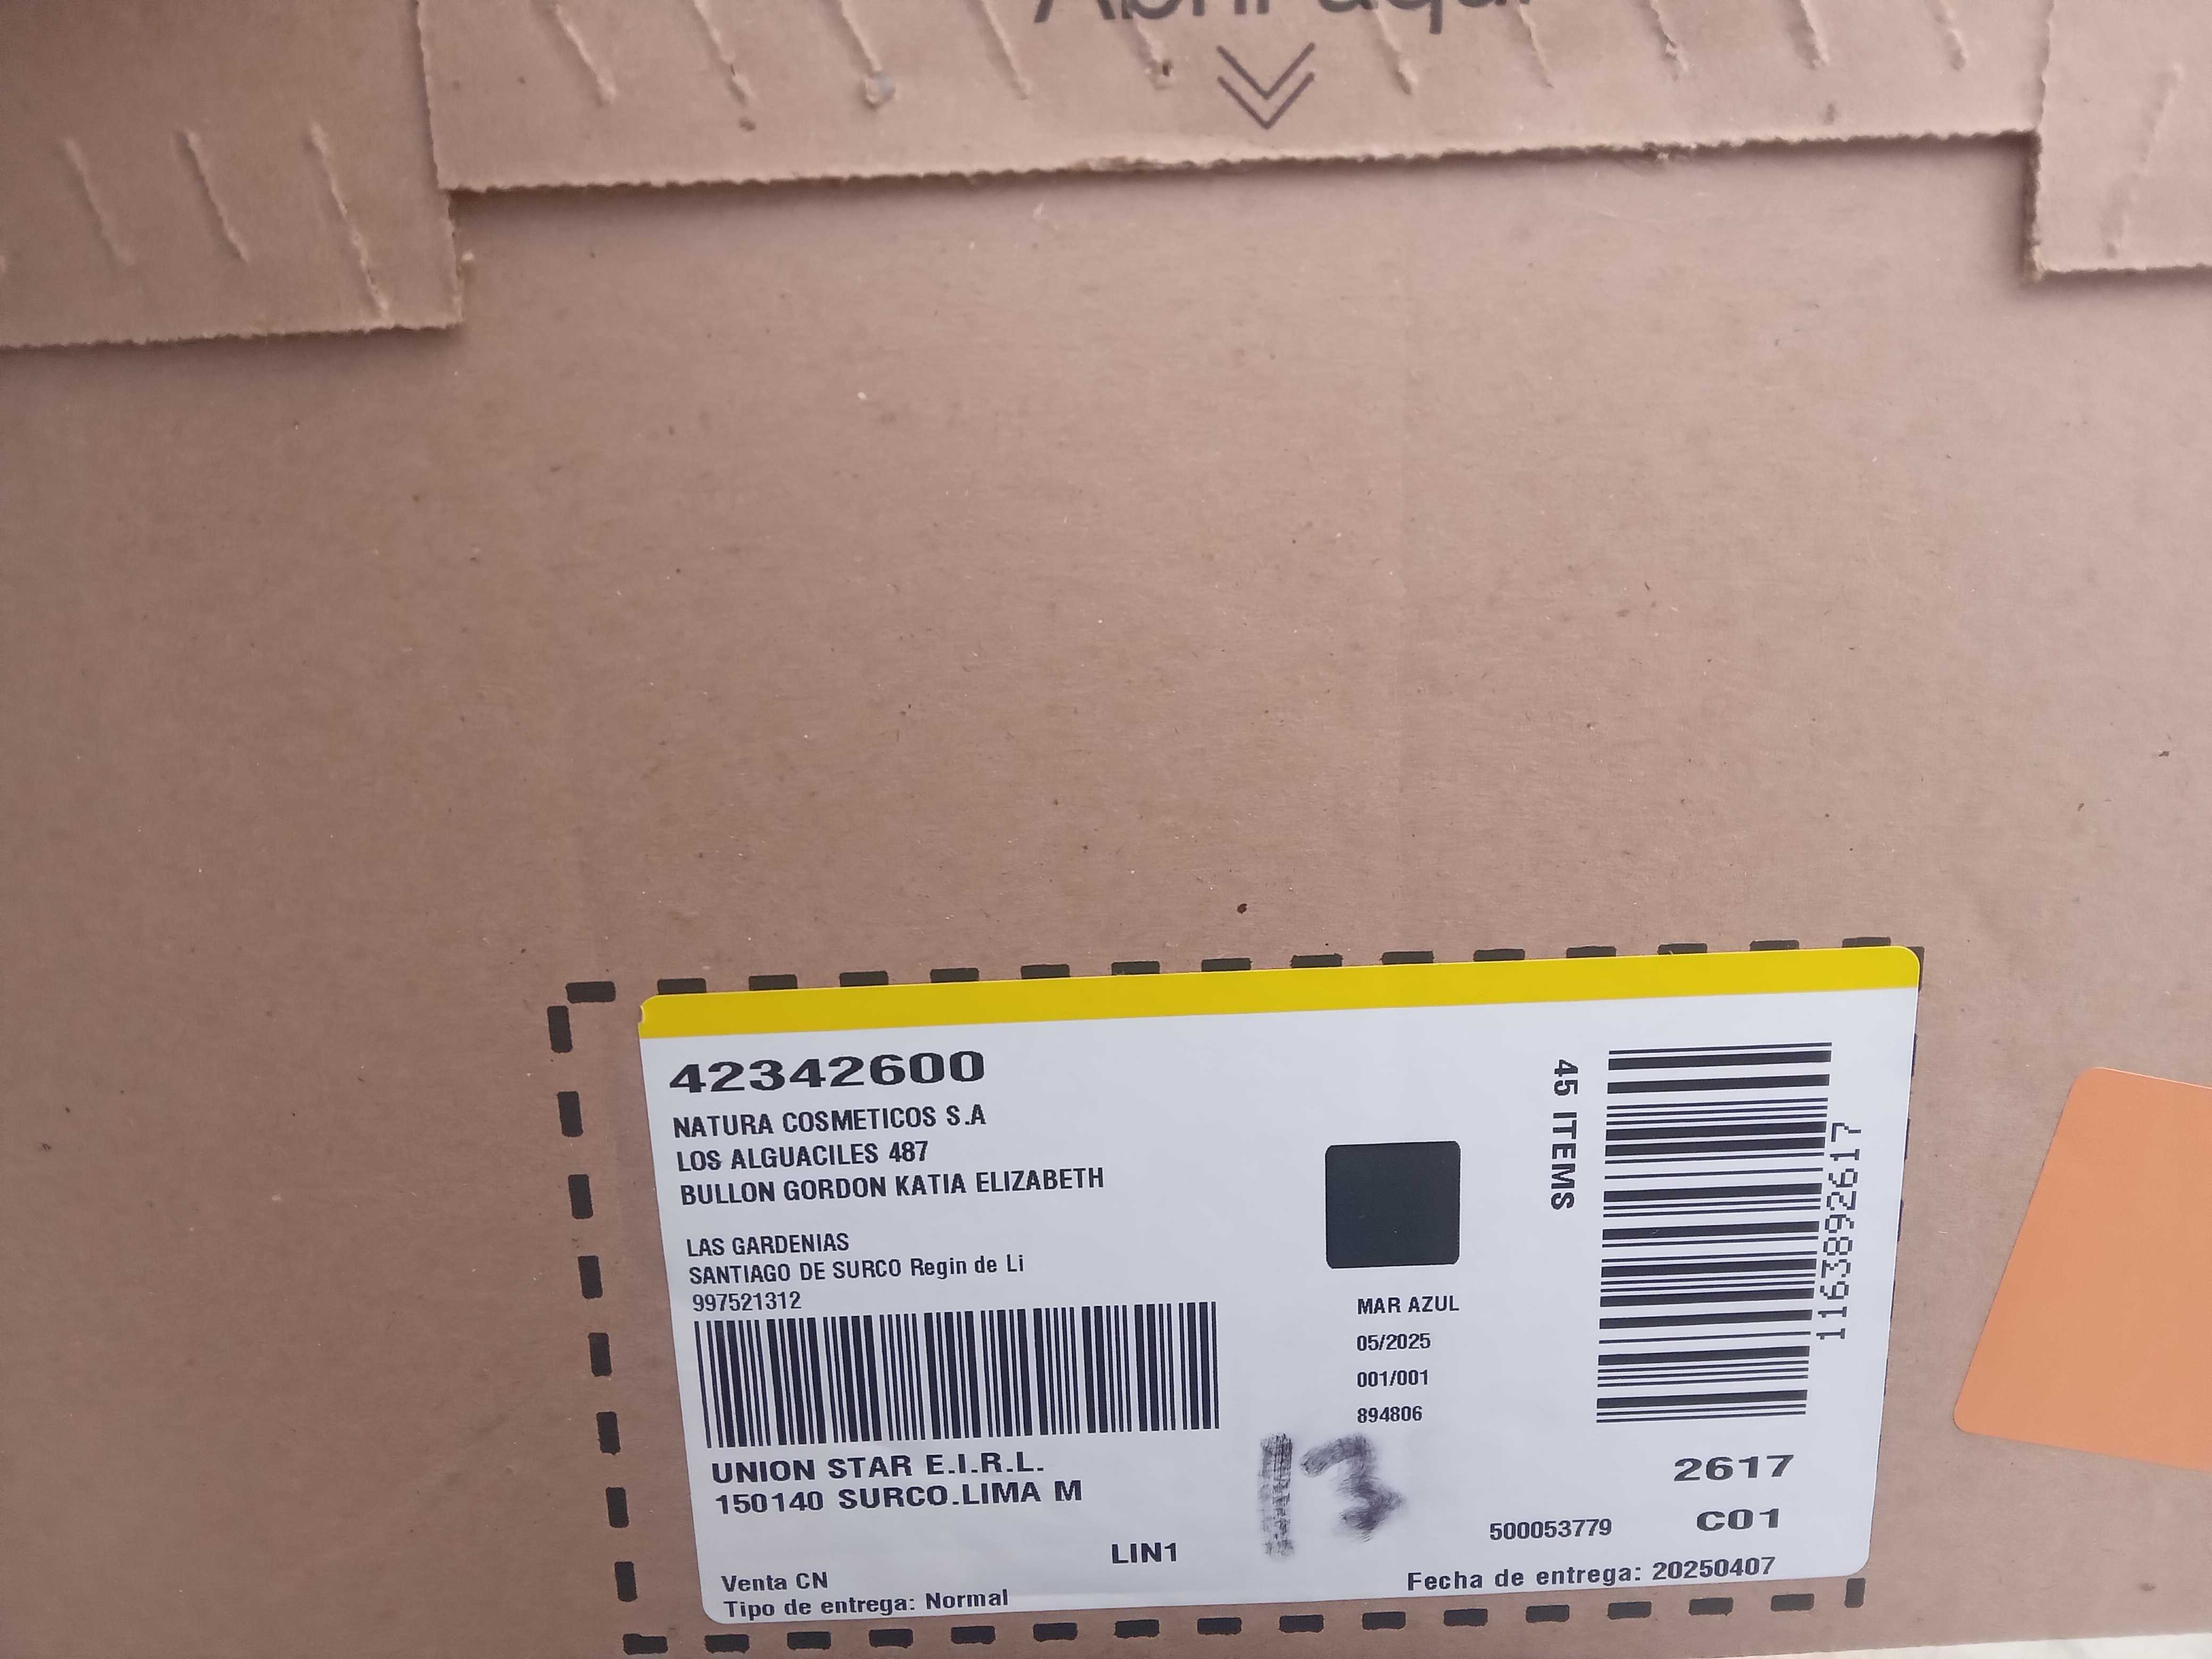 Abrir aquí
42342600
NATURA COSMETICOS S.A
LOS ALGUACILES 487
BULLON GORDON KATIA ELIZABETH
LAS GARDENIAS
SANTIAGO DE SURCO Regin de Li
997521312
UNION STAR E.I.R.L.
150140 SURCO.LIMA M
LIN1
Venta CN
Tipo de entrega: Normal
MAR AZUL
05/2025
001/001
894806
13
45 ITEMS
1163892617
2617
500053779 C01
Fecha de entrega: 20250407